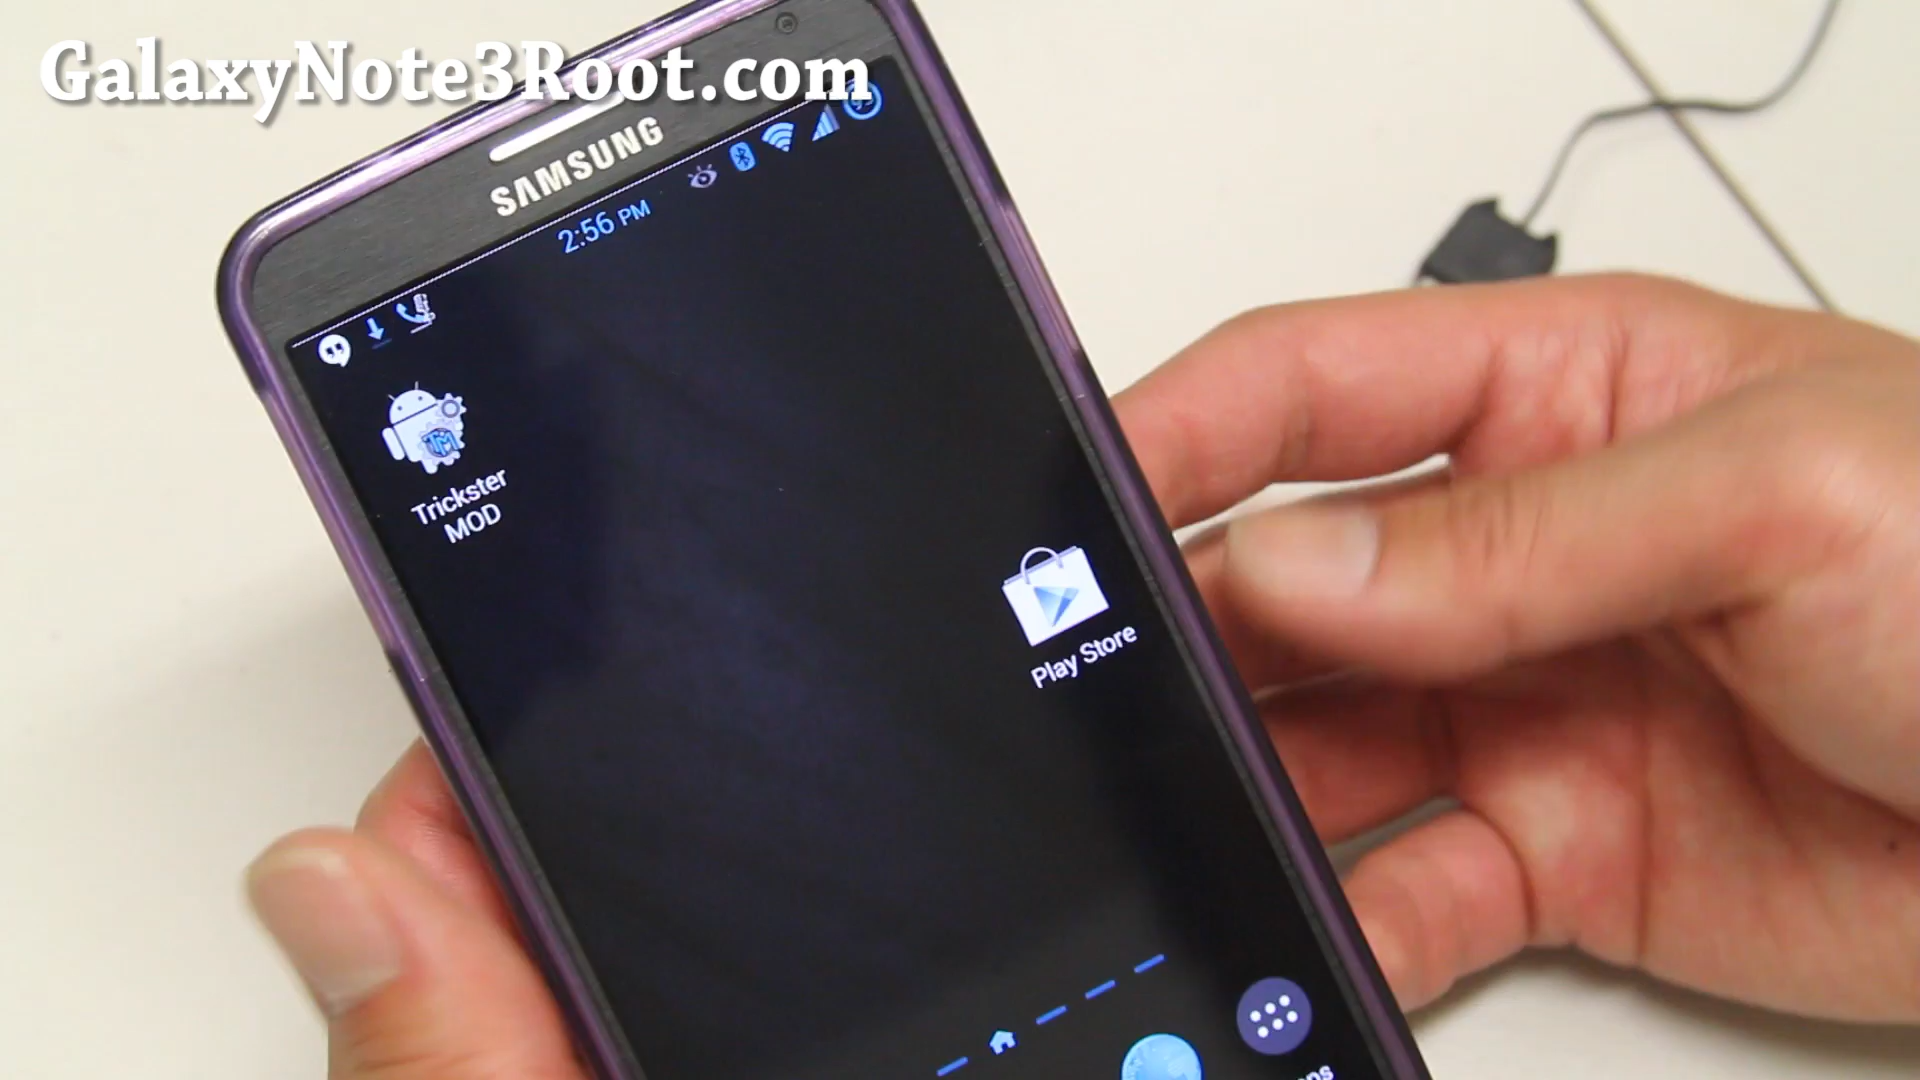 GalaxyNote3Root.com
SAMSUNG
2:56 PM
Trickster
MOD
Play Store